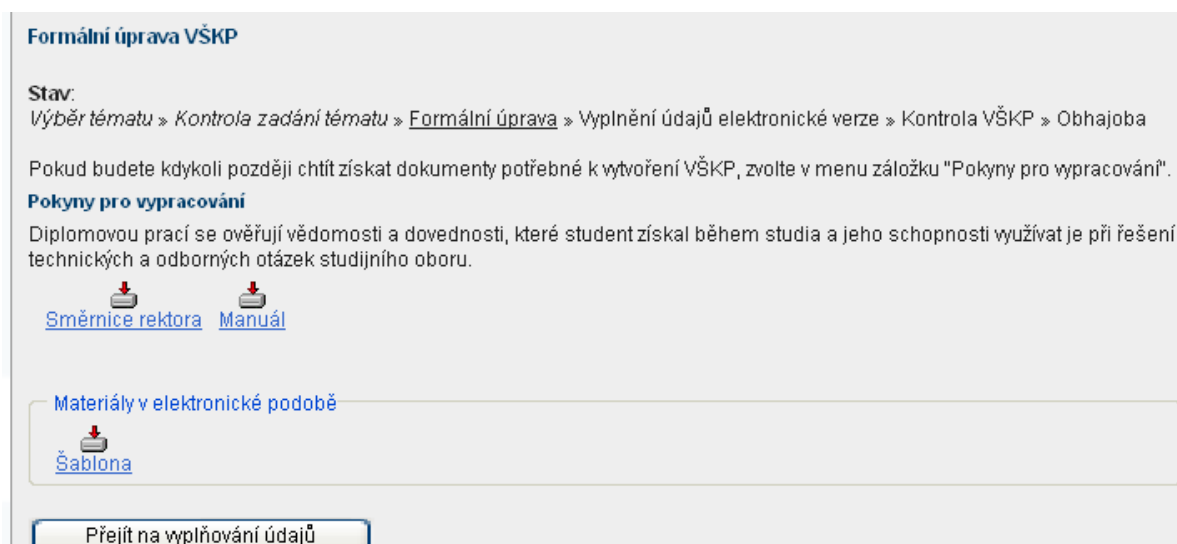 Formální úprava VŠKP
Stav:
Výběr tématu » Kontrola zadání tématu » Formální úprava » Vyplnění údajů elektronické verze » Kontrola VŠKP » Obhajoba
Pokud budete kdykoli později chtít získat dokumenty potřebné k vytvoření VŠKP, zvolte v menu záložku "Pokyny pro vypracování".
Pokyny pro vypracování
Diplomovou prací se ověřují vědomosti a dovednosti, které student získal během studia a jeho schopnosti využívat je při řešení
technických a odborných otázek studijního oboru.
Směrnice rektora Manuál
Materiály v elektronické podobě
Šablona
Přejít na vyplňování údajů